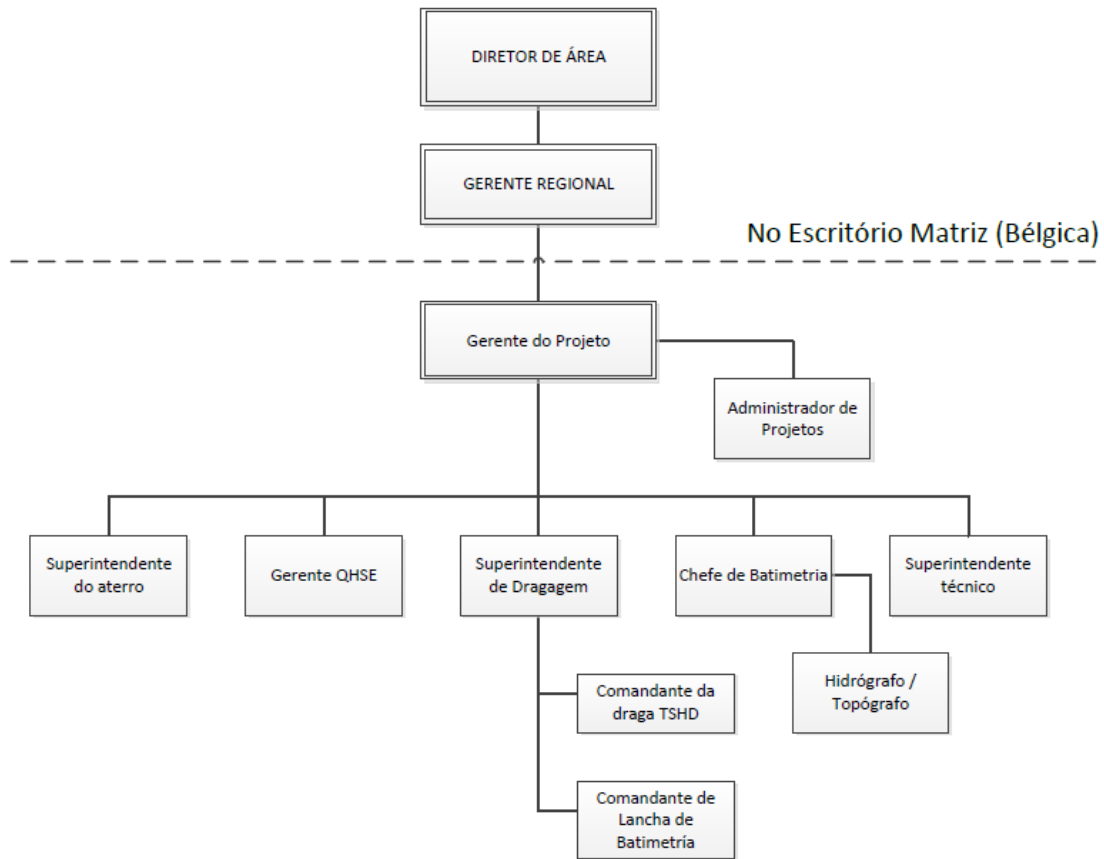 DIRETOR DE ÁREA
GERENTE REGIONAL
No Escritório Matriz (Bélgica)
Gerente do Projeto
Administrador de
Projetos
Superintendente
do aterro
Gerente QHSE
Superintendente
de Dragagem
Chefe de Batimetria
Superintendente
técnico
Comandante da
draga TSHD
Hidrógrafo /
Topógrafo
Comandante de
Lancha de
Batimetría